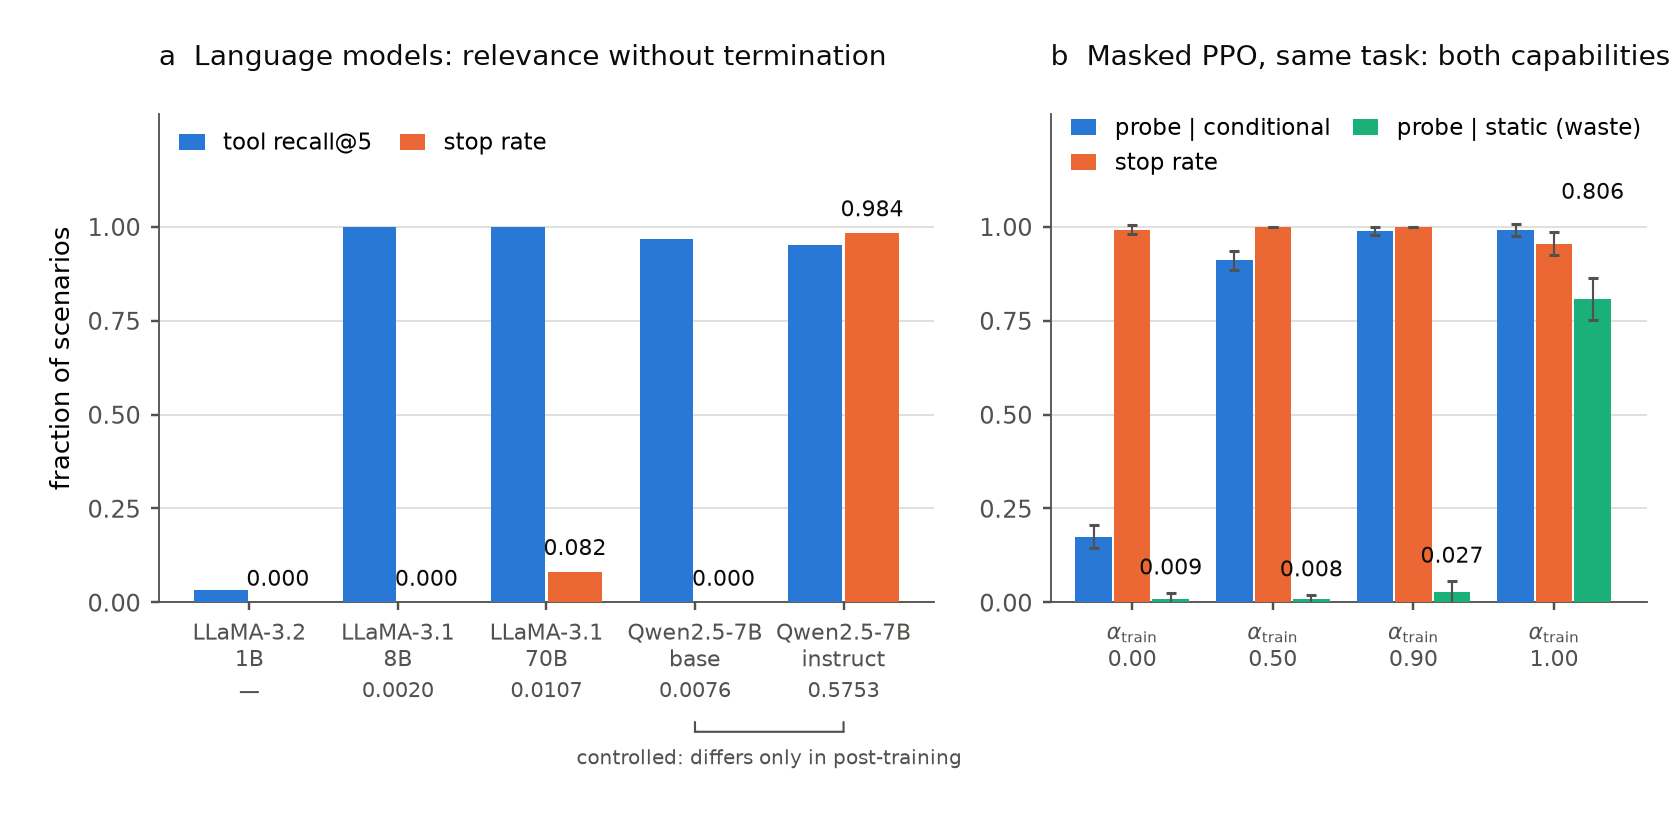 a Language models: relevance without termination
tool recall@5 stop rate
fraction of scenarios
1.00
0.75
0.50
0.25
0.00
0.000
0.000
0.082
0.000
0.984
LLaMA-3.2 LLaMA-3.1 LLaMA-3.1 Qwen2.5-7B Qwen2.5-7B
1B 8B 70B base instruct
— 0.0020 0.0107 0.0076 0.5753
controlled: differs only in post-training
b Masked PPO, same task: both capabilities
probe | conditional probe | static (waste)
stop rate
1.00
0.75
0.50
0.25
0.00
0.009
0.008
0.027
0.806
αtrain αtrain αtrain αtrain
0.00 0.50 0.90 1.00